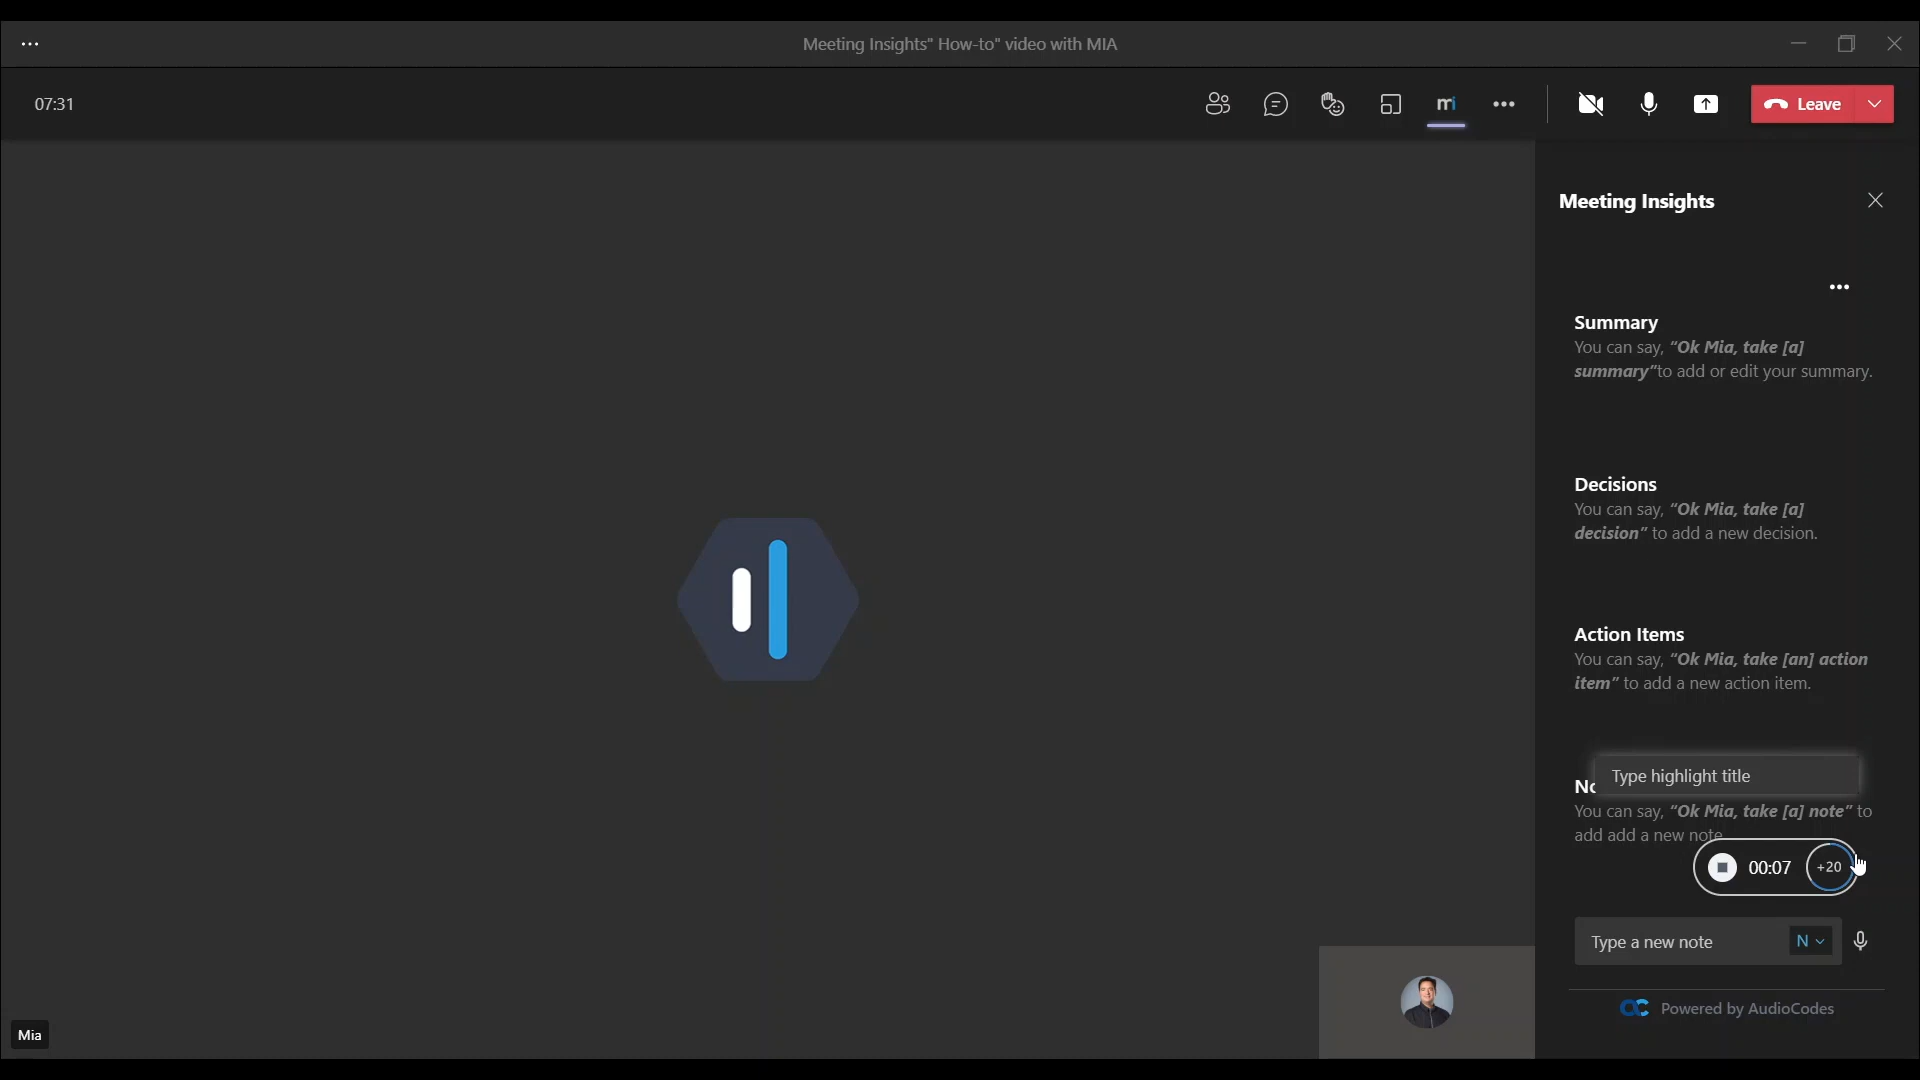 Meeting Insights" How-to" video with MIA
07:31
mi
Leave
Meeting Insights
Summary
You can say, "Ok Mia, take [a]
summary"to add or edit your summary.
Decisions
You can say, "Ok Mia, take [a]
decision" to add a new decision.
Action Items
You can say, "Ok Mia, take [an] action
item" to add a new action item.
Type highlight title
You can say, "Ok Mia, take [a] note" to
add add a new note
00:07
+20
Type a new note
N
Powered by AudioCodes
Mia